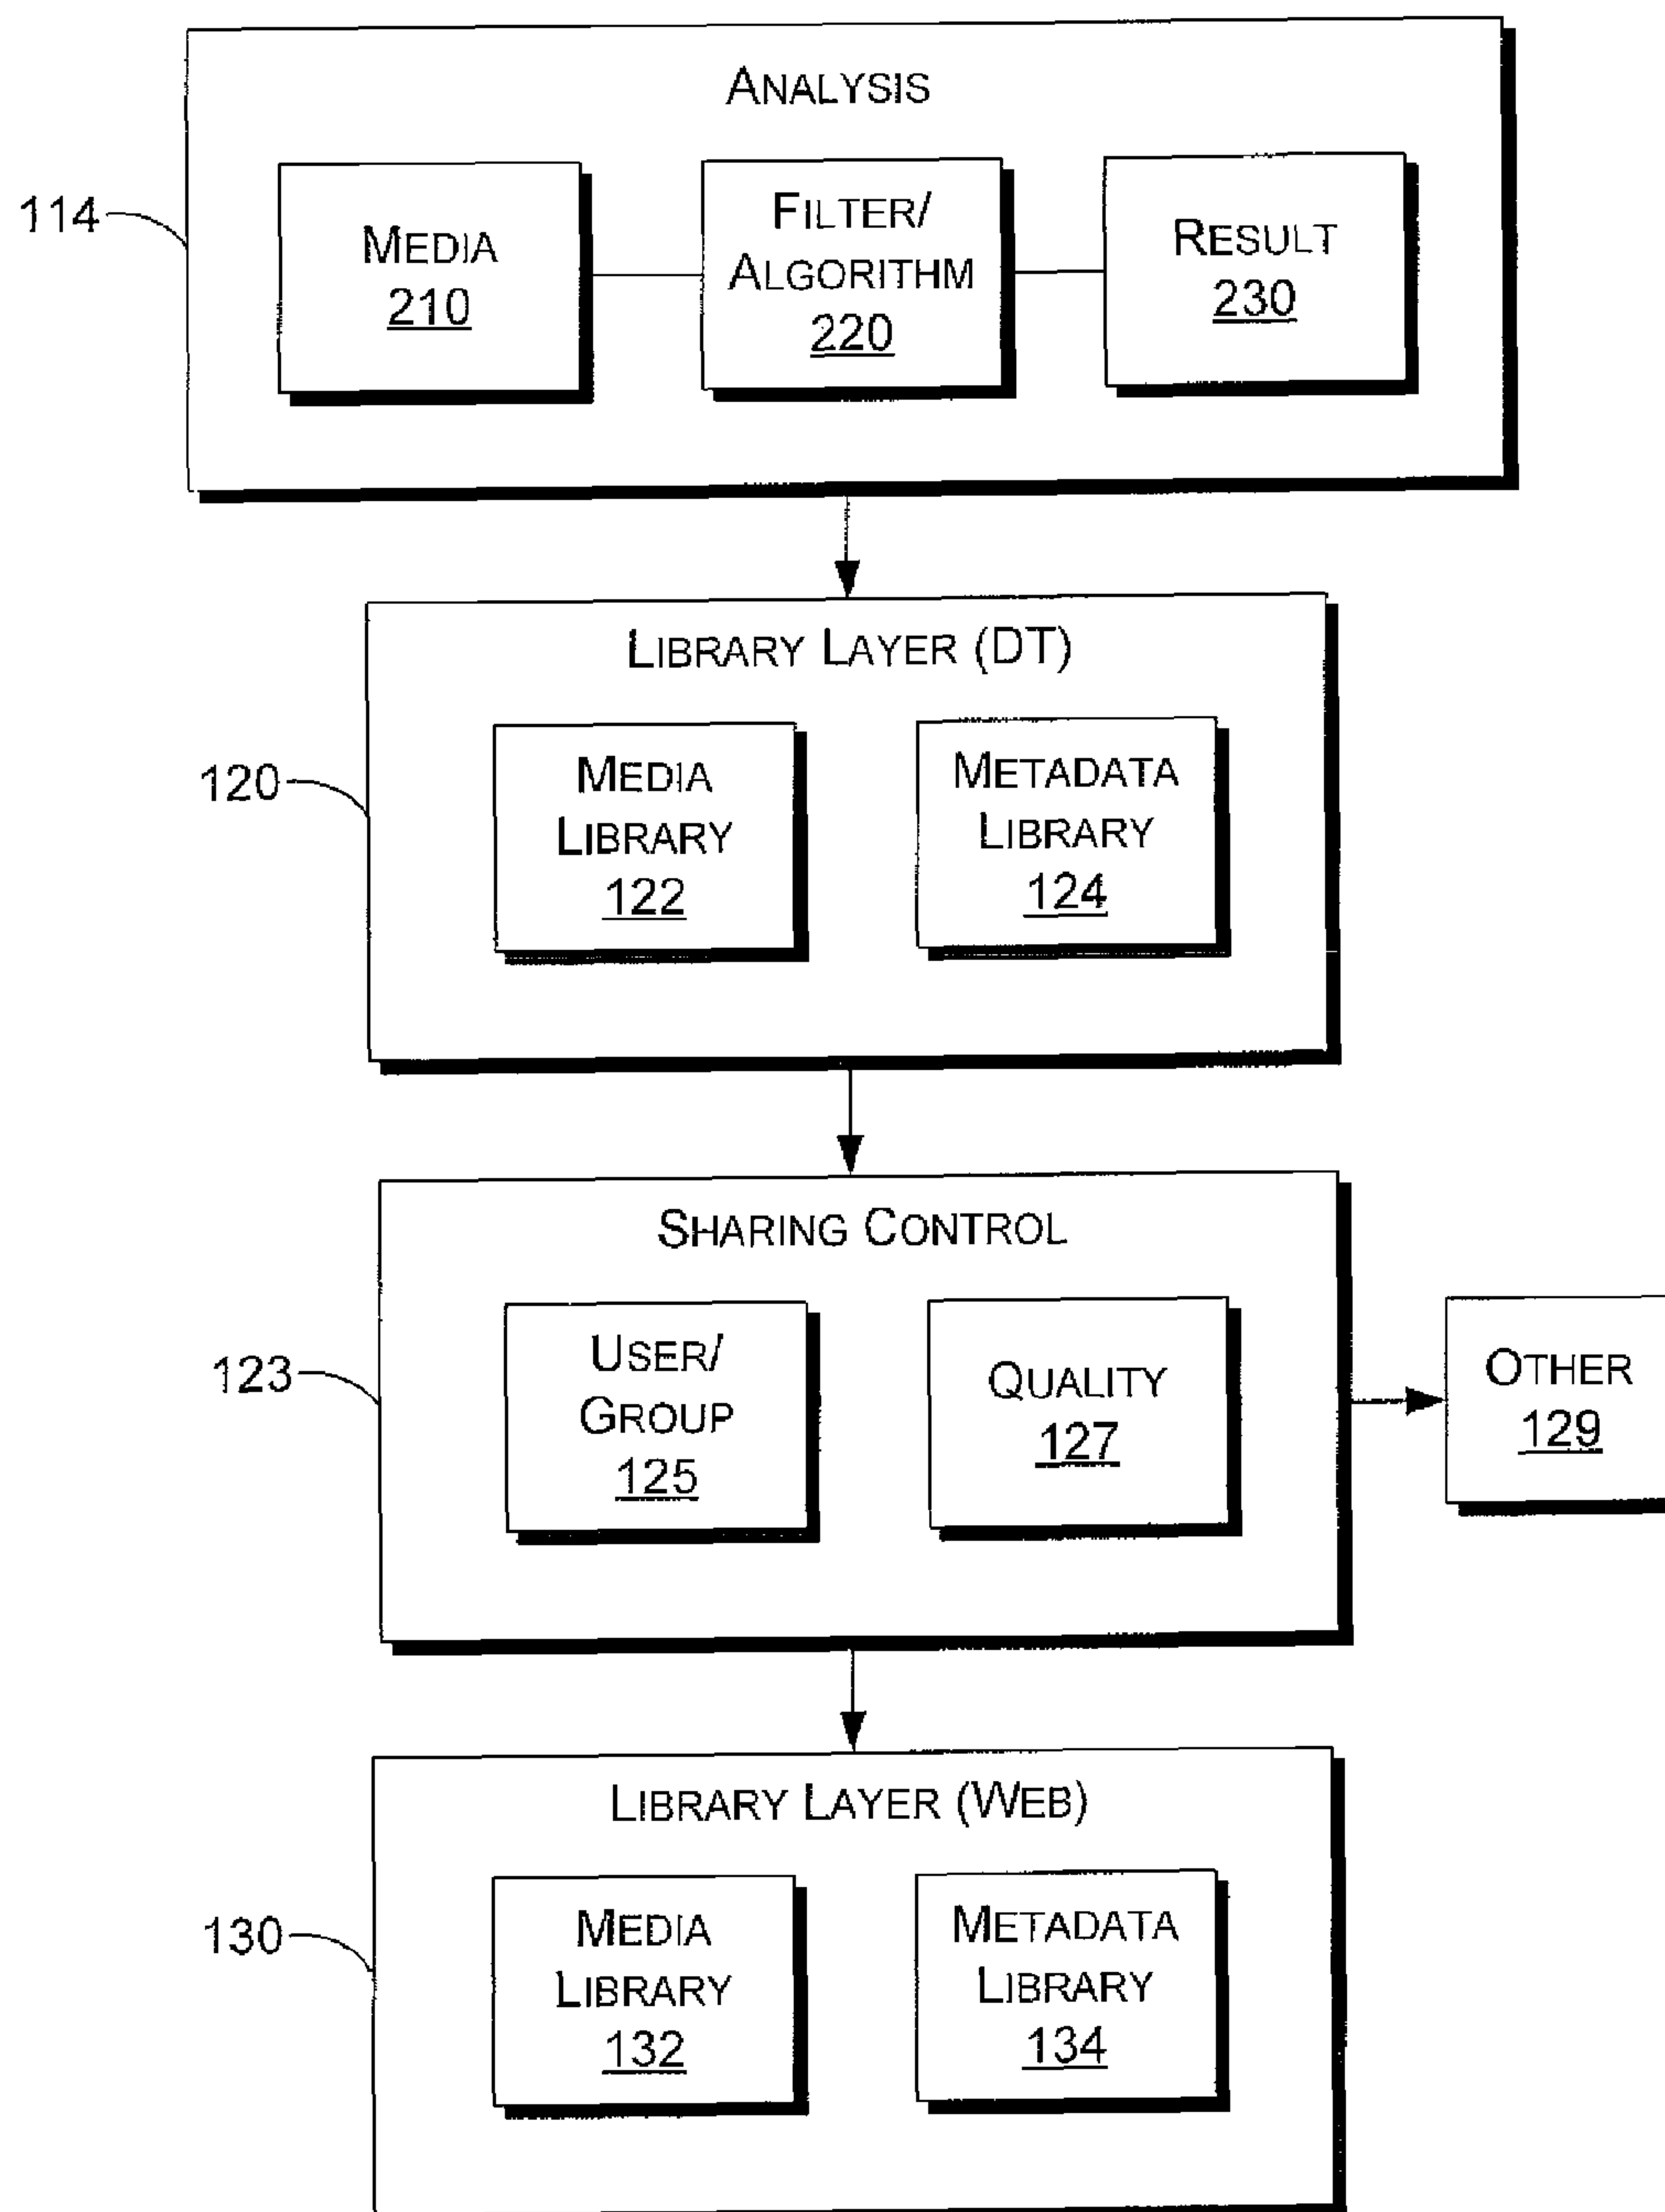 ANALYSIS
114
MEDIA
210
FILTER/
ALGORITHM
220
RESULT
230
LIBRARY LAYER (DT)
120
MEDIA
LIBRARY
122
METADATA
LIBRARY
124
SHARING CONTROL
123
USER/
GROUP
125
QUALITY
127
OTHER
129
LIBRARY LAYER (WEB)
130
MEDIA
LIBRARY
132
METADATA
LIBRARY
134